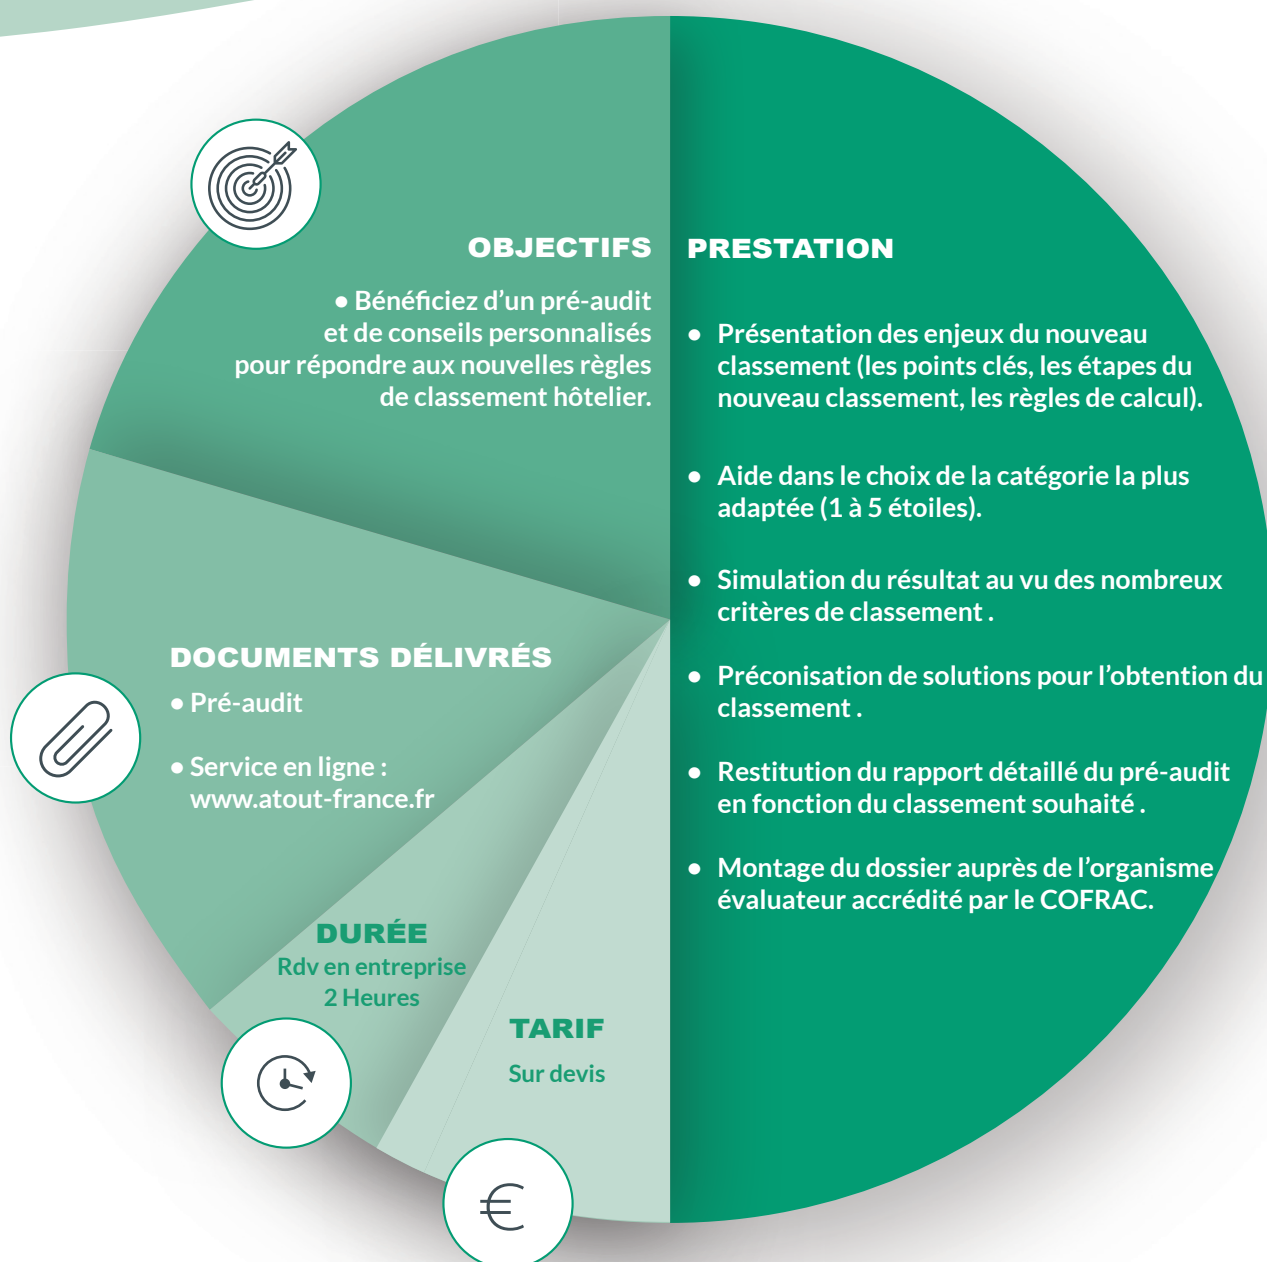 OBJECTIFS
● Bénéficiez d’un pré-audit
et de conseils personnalisés
pour répondre aux nouvelles règles
de classement hôtelier.
PRESTATION
● Présentation des enjeux du nouveau
classement (les points clés, les étapes du
nouveau classement, les règles de calcul).
● Aide dans le choix de la catégorie la plus
adaptée (1 à 5 étoiles).
● Simulation du résultat au vu des nombreux
critères de classement .
● Préconisation de solutions pour l’obtention du
classement .
● Restitution du rapport détaillé du pré-audit
en fonction du classement souhaité .
● Montage du dossier auprès de l’organisme
évaluateur accrédité par le COFRAC.
DOCUMENTS DÉLIVRÉS
● Pré-audit
● Service en ligne :
www.atout-france.fr
DURÉE
Rdv en entreprise
2 Heures
TARIF
Sur devis
€